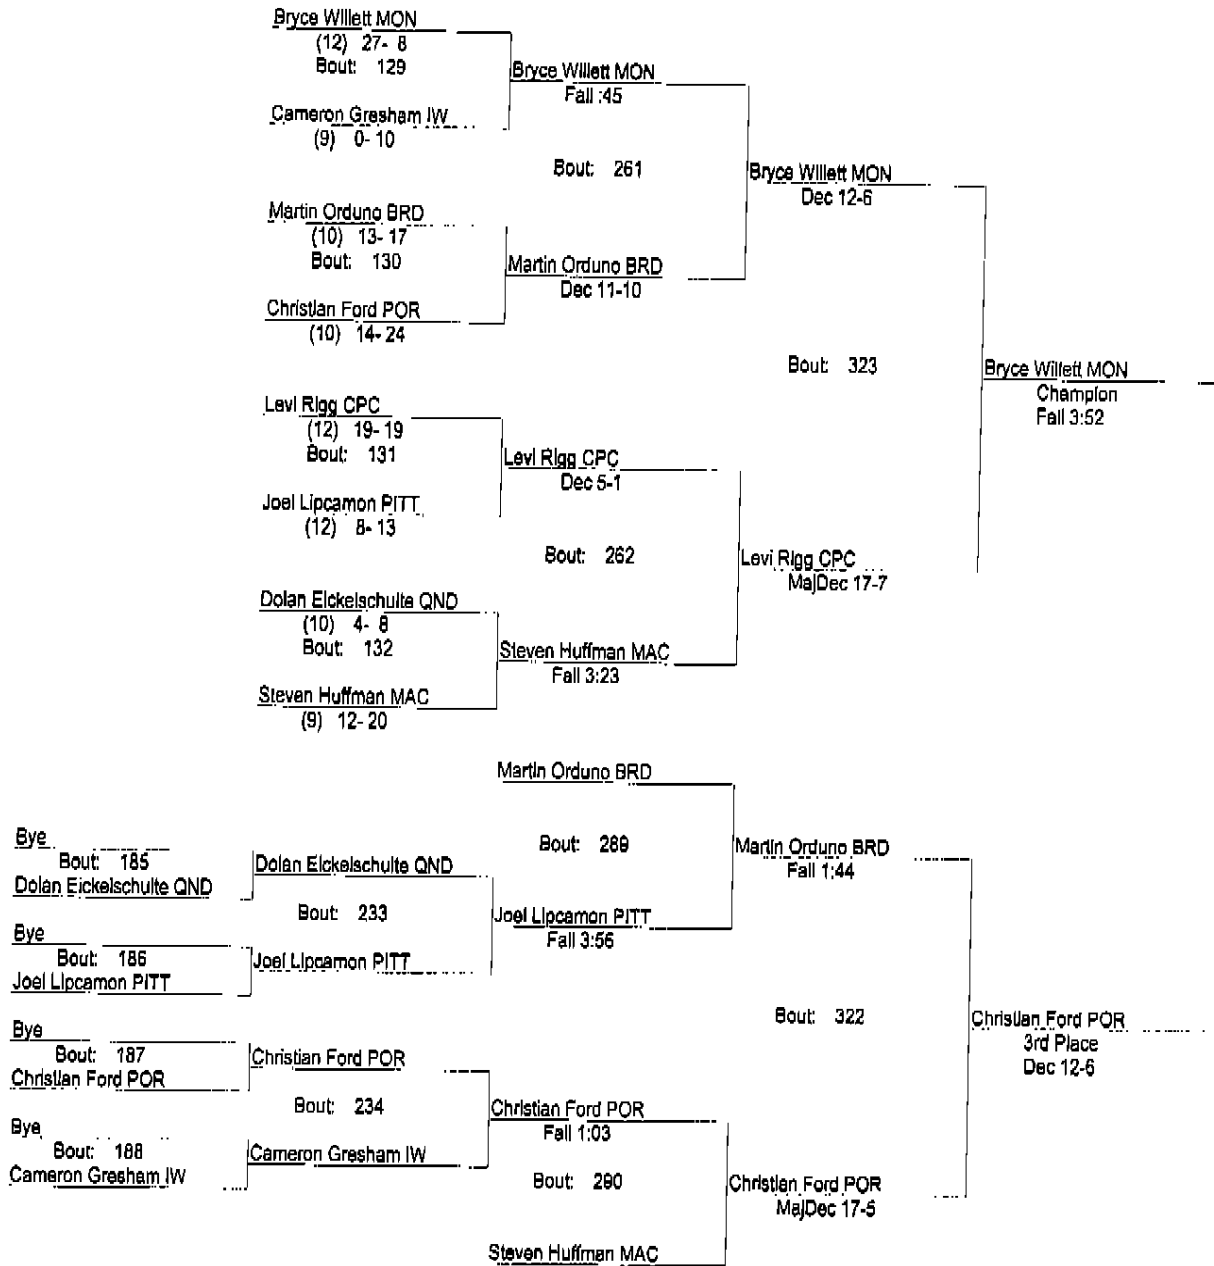 Bryce Willett MON
(12) 27- 8
Bout: 129
Bryce Willett MON
Fall :45
Cameron Gresham IW
(9) 0- 10
Bout: 261
Bryce Willett MON
Dec 12-6
Martin Orduno BRD
(10) 13- 17
Bout: 130
Martin Orduno BRD
Dec 11-10
Christian Ford POR
(10) 14- 24
Bout: 323
Bryce Willett MON
Champion
Fall 3:52
Levi Rigg CPC
(12) 19- 19
Bout: 131
Levi Rigg CPC
Dec 5-1
Joel Lipcamon PITT
(12) 8- 13
Bout: 262
Levi Rigg CPC
MajDec 17-7
Dolan Eickelschulte QND
(10) 4- 8
Bout: 132
Steven Huffman MAC
Fall 3:23
Steven Huffman MAC
(9) 12- 20
Martin Orduno BRD
Bout: 289
Martin Orduno BRD
Fall 1:44
Bye
Bout: 185
Dolan Eickelschulte QND
Dolan Eickelschulte QND
Bout: 233
Joel Lipcamon PITT
Fall 3:56
Bye
Bout: 186
Joel Lipcamon PITT
Joel Lipcamon PITT
Bout: 322
Christian Ford POR
3rd Place
Dec 12-6
Bye
Bout: 187
Christian Ford POR
Christian Ford POR
Bout: 234
Christian Ford POR
Fall 1:03
Bye
Bout: 188
Cameron Gresham IW
Cameron Gresham IW
Bout: 290
Christian Ford POR
MajDec 17-5
Steven Huffman MAC